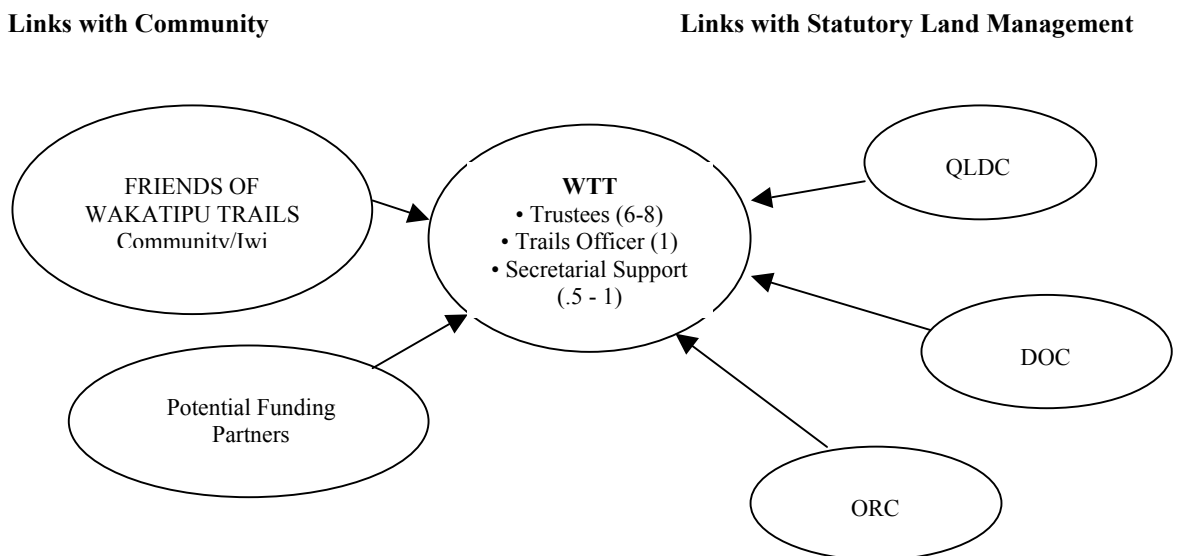 Links with Community
Links with Statutory Land Management
FRIENDS OF
WAKATIPU TRAILS
Community/Iwi
Potential Funding
Partners
WTT
• Trustees (6-8)
• Trails Officer (1)
• Secretarial Support
(.5 - 1)
QLDC
DOC
ORC